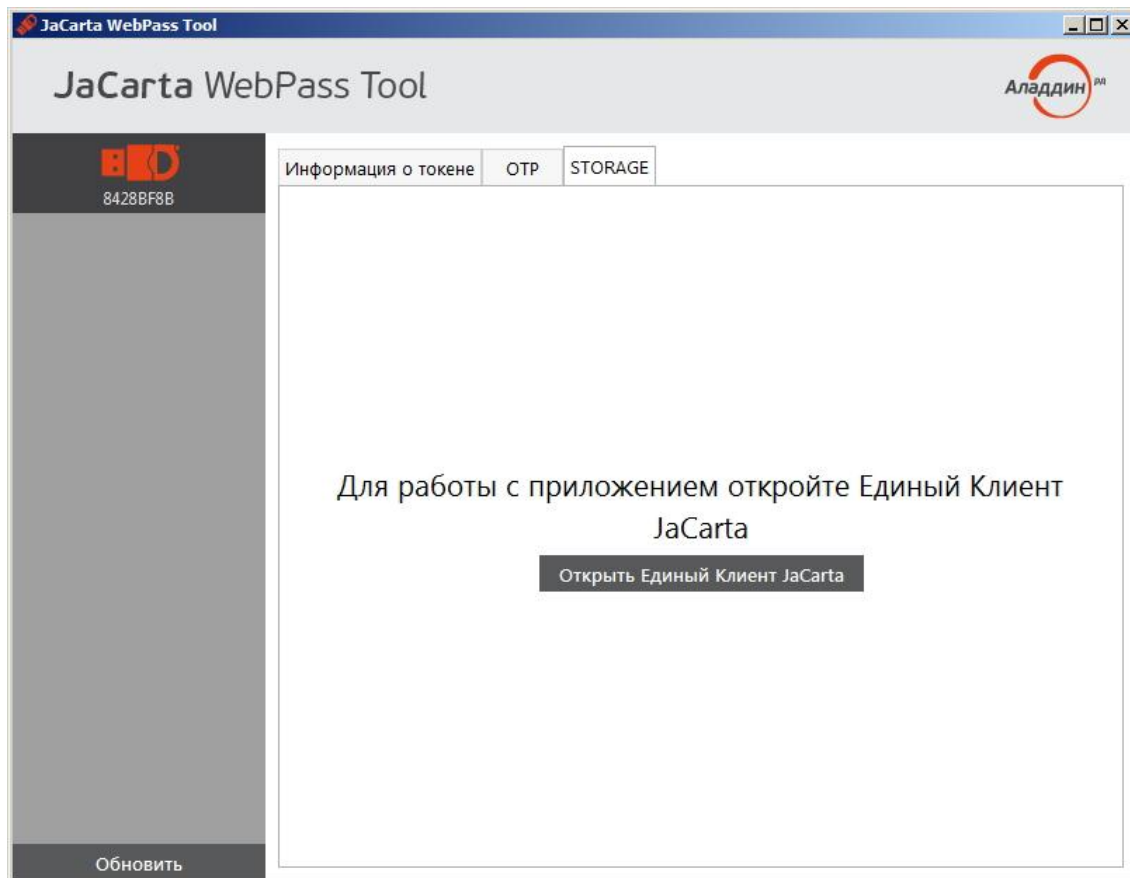 JaCarta WebPass Tool
JaCarta WebPass Tool
Аладдин РД
8428BF8B
Информация о токене OTP STORAGE
Для работы с приложением откройте Единый Клиент
JaCarta
Открыть Единый Клиент JaCarta
Обновить